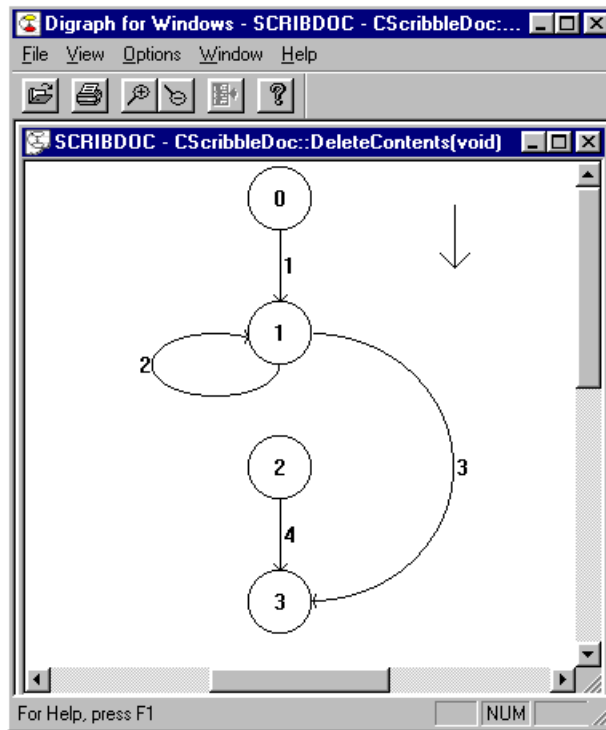 Digraph for Windows - SCRIBDOC - CScribbleDoc:...
File View Options Window Help
SCRIBDOC - CScribbleDoc::DeleteContents(void)
0
1
1
2
2
3
4
3
For Help, press F1
NUM